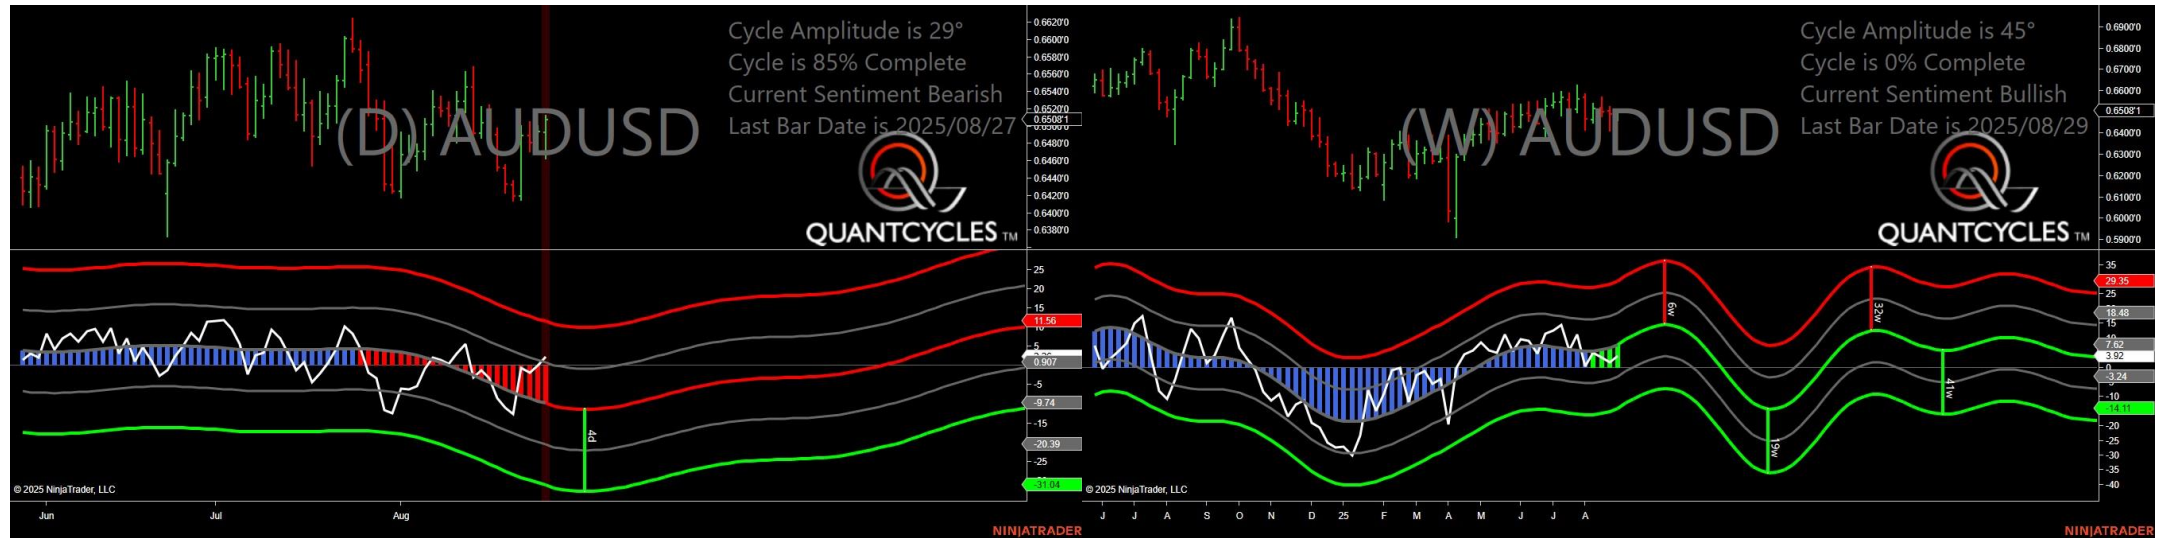 Cycle Amplitude is 29°
Cycle is 85% Complete
Current Sentiment Bearish
Last Bar Date is 2025/08/27
(D) AUDUSD
QUANTCYCLES TM
0.6620'0
0.6600'0
0.6580'0
0.6560'0
0.6540'0
0.6520'0
0.6508'1
0.6500'0
0.6480'0
0.6460'0
0.6440'0
0.6420'0
0.6400'0
0.6380'0
25
20
15
11.56
10
5
0.907
-5
-9.74
-15
-20.39
-25
-31.04
4d
© 2025 NinjaTrader, LLC
Jun
Jul
Aug
NINJATRADER
Cycle Amplitude is 45°
Cycle is 0% Complete
Current Sentiment Bullish
Last Bar Date is 2025/08/29
(W) AUDUSD
QUANTCYCLES TM
0.6900'0
0.6800'0
0.6700'0
0.6600'0
0.6508'1
0.6400'0
0.6300'0
0.6200'0
0.6100'0
0.6000'0
0.5900'0
35
29.35
25
18.48
15
7.62
3.92
0
-3.24
-5
-10
-14.11
-20
-25
-30
-35
-40
6w
19w
32w
41w
© 2025 NinjaTrader, LLC
J
J
A
S
O
N
D
25
F
M
A
M
J
J
A
NINJATRADER